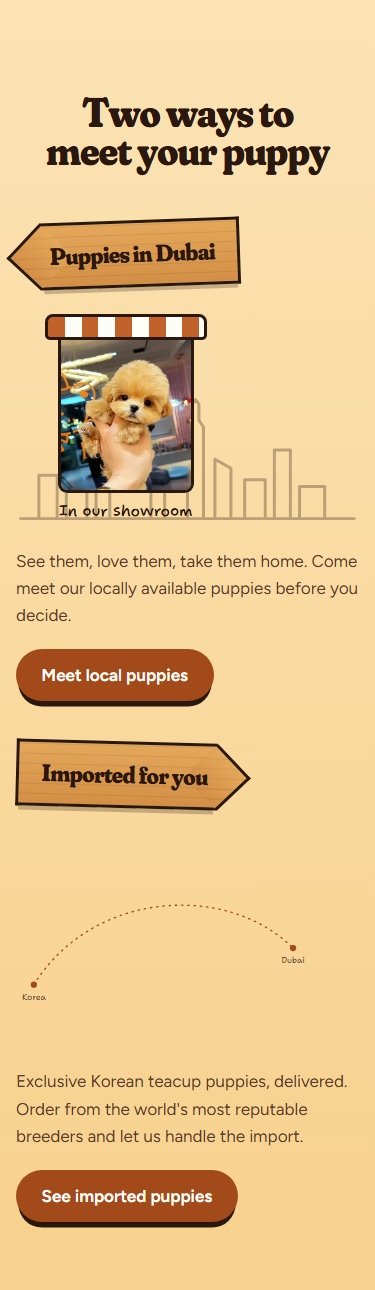 Two ways to
meet your puppy
Puppies in Dubai
In our showroom
See them, love them, take them home. Come
meet our locally available puppies before you
decide.
Meet local puppies
Imported for you
Dubai
Korea
Exclusive Korean teacup puppies, delivered.
Order from the world's most reputable
breeders and let us handle the import.
See imported puppies